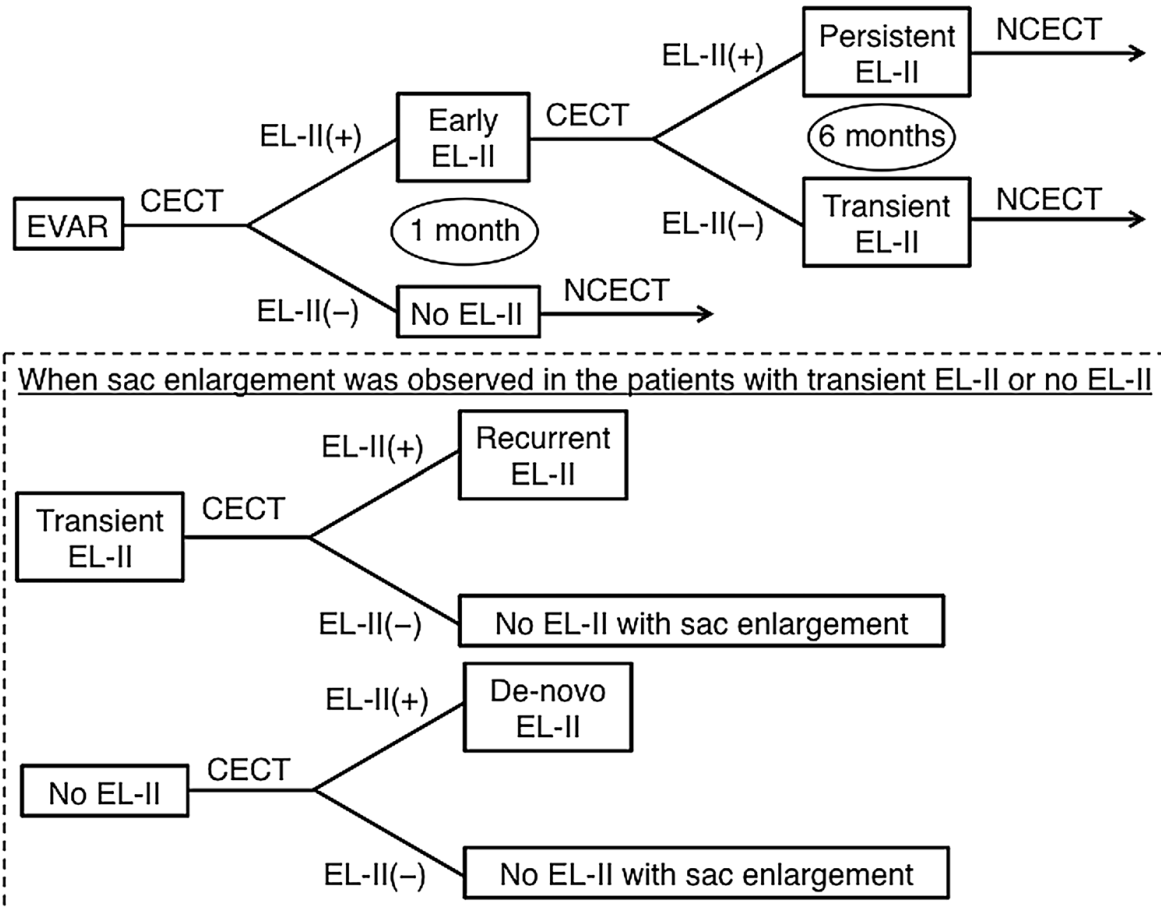 Persistent
EL-II
NCECT
EL-II(+)
Early
EL-II
CECT
6 months
EL-II(+)
EL-II(−)
Transient
EL-II
NCECT
EVAR
CECT
1 month
EL-II(−)
No EL-II
NCECT
When sac enlargement was observed in the patients with transient EL-II or no EL-II
EL-II(+)
Recurrent
EL-II
Transient
EL-II
CECT
EL-II(−)
No EL-II with sac enlargement
EL-II(+)
De-novo
EL-II
No EL-II
CECT
EL-II(−)
No EL-II with sac enlargement